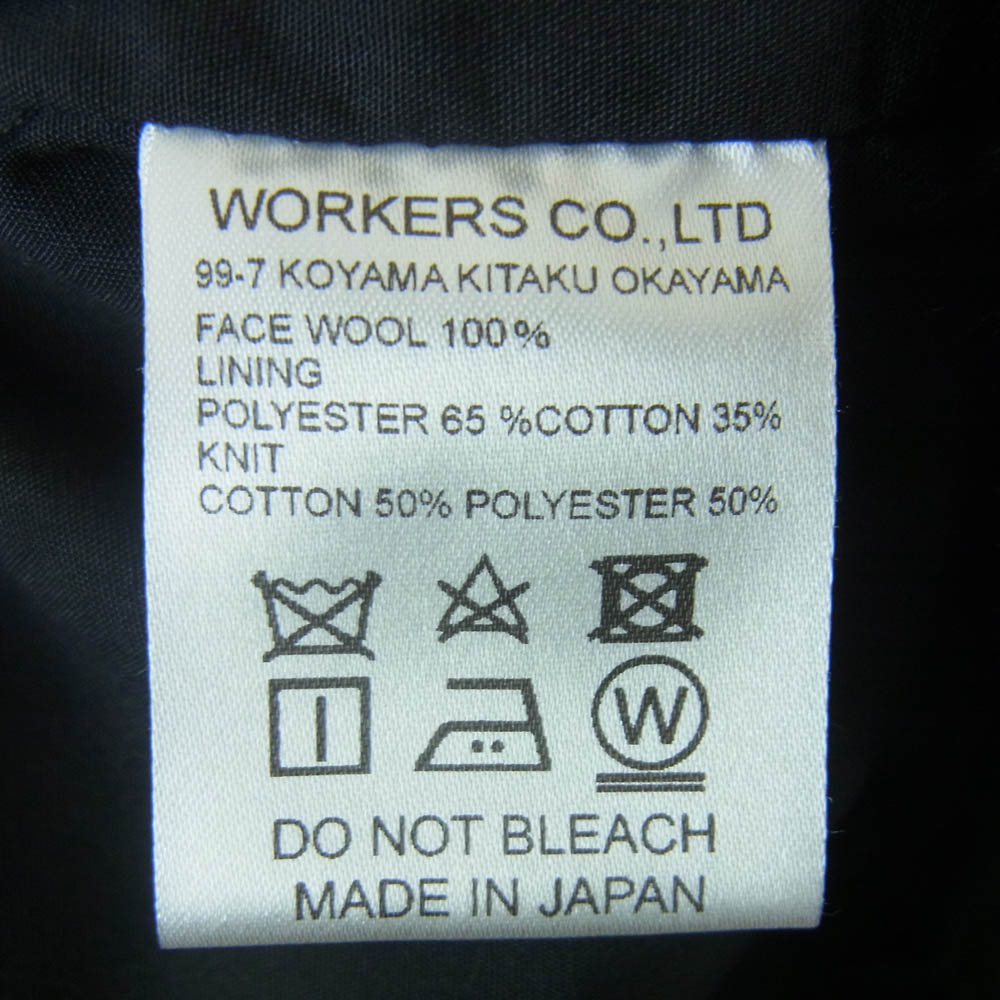 WORKERS CO.,LTD
99-7 KOYAMA KITAKU OKAYAMA
FACE WOOL 100%
LINING
POLYESTER 65 %COTTON 35%
KNIT
COTTON 50% POLYESTER 50%
W
DO NOT BLEACH
MADE IN JAPAN